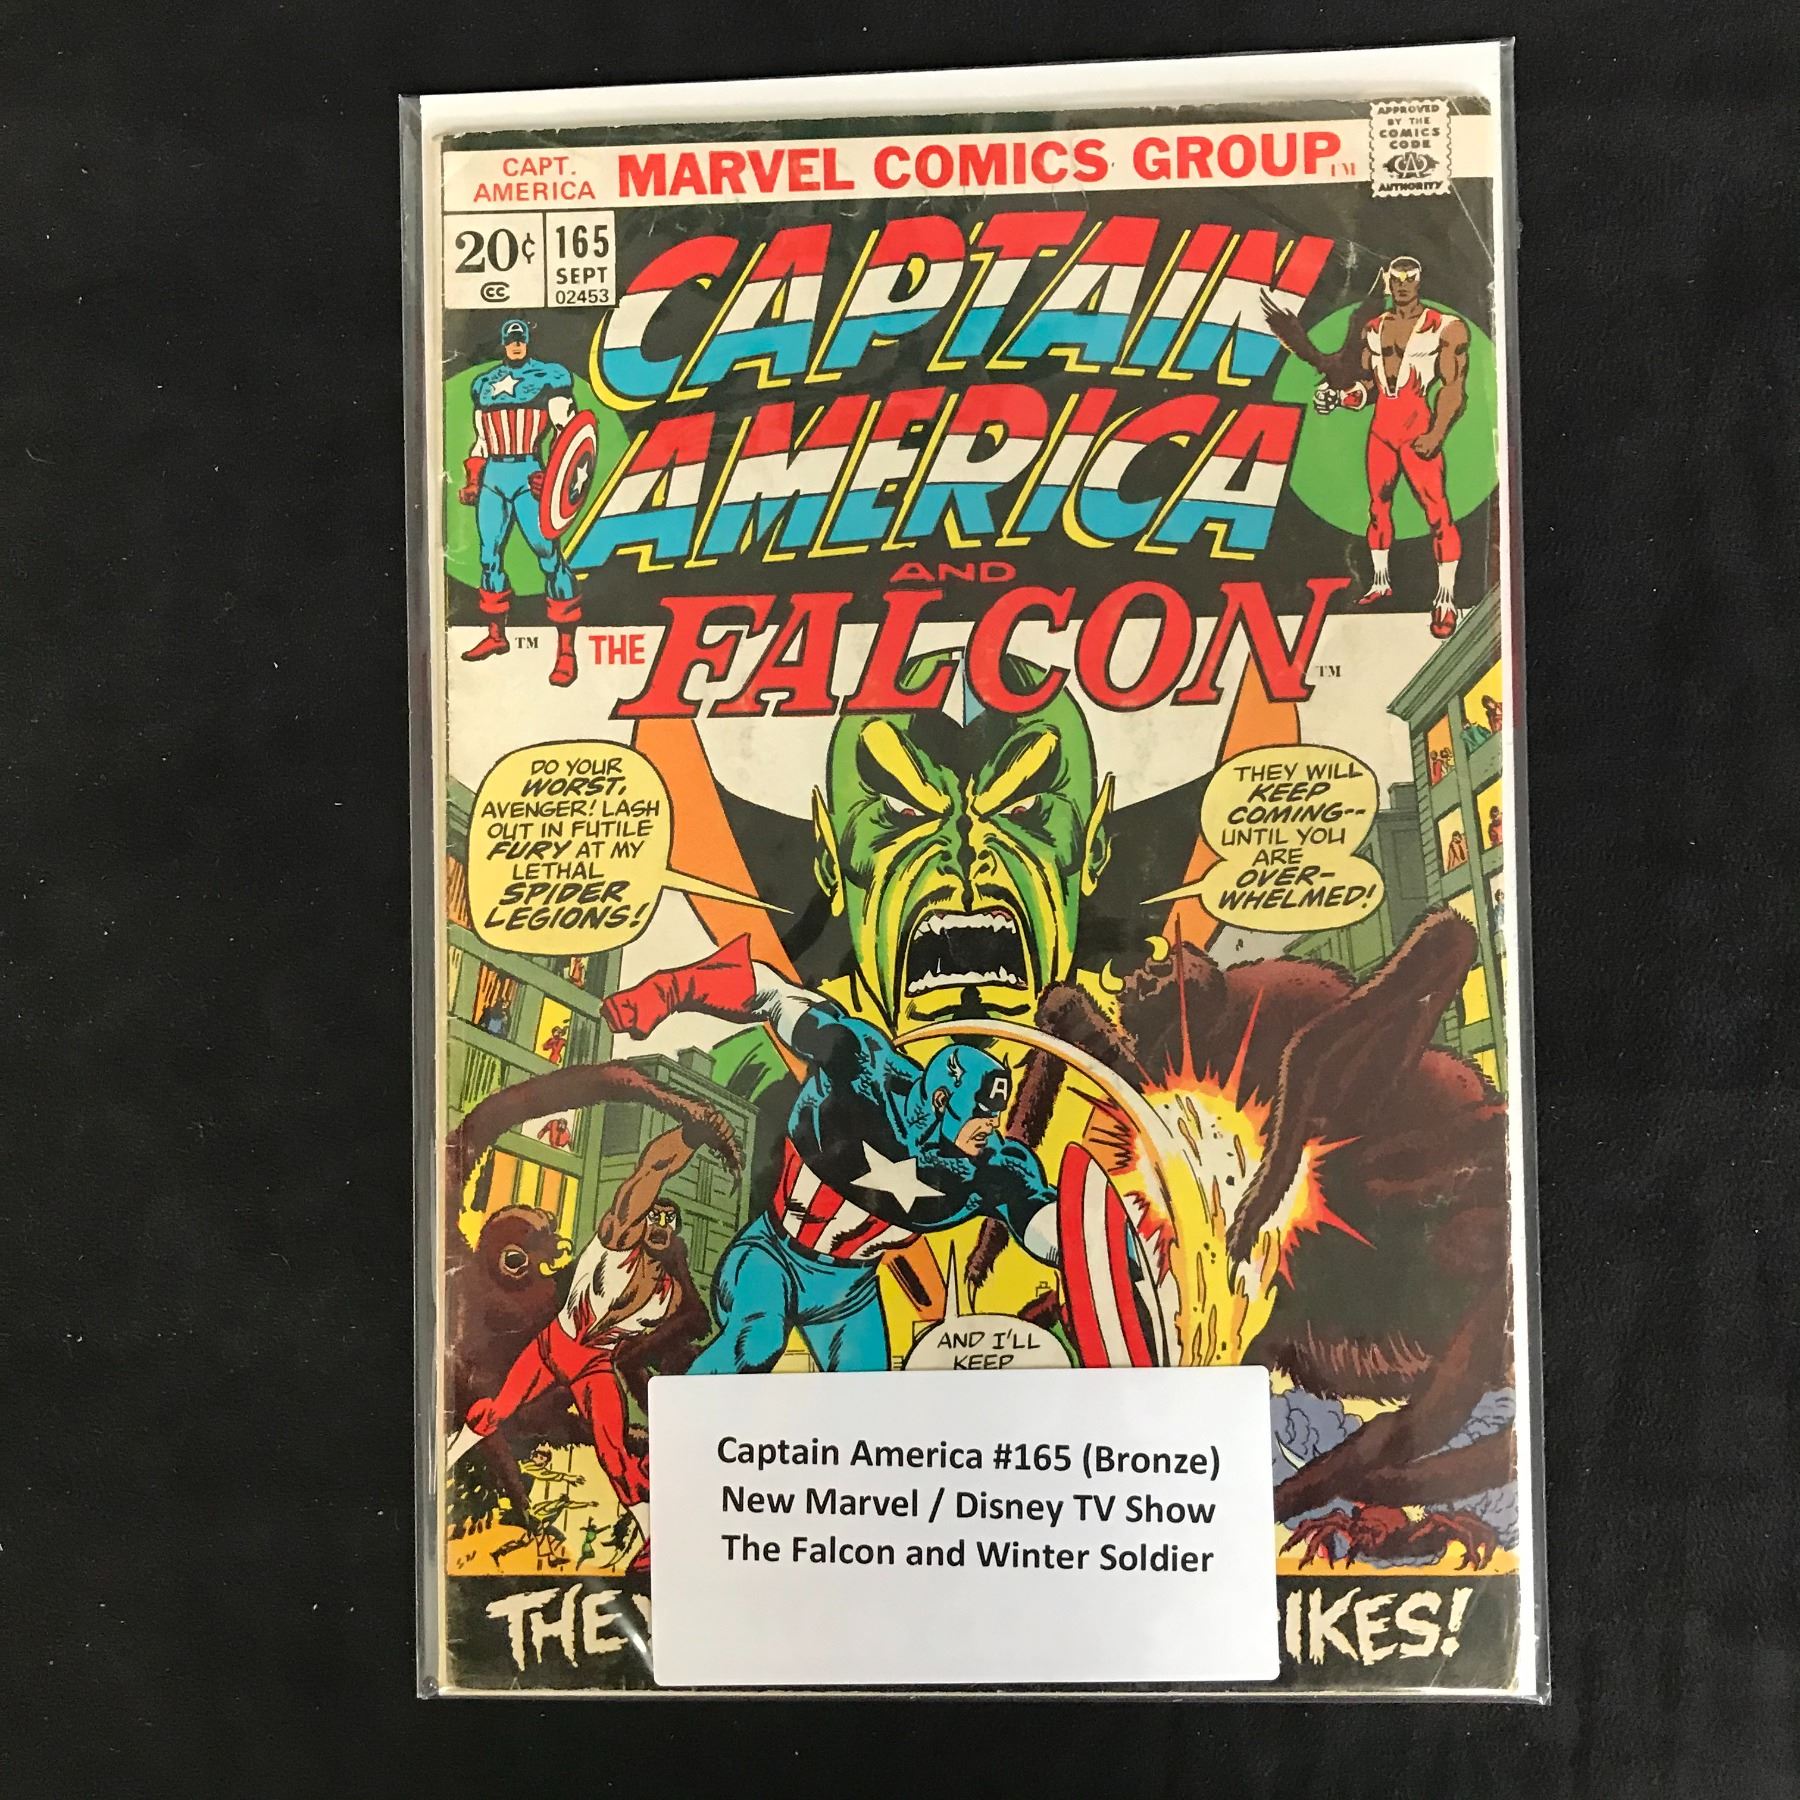 CAPT.
AMERICA
MARVEL COMICS GROUP TM
APPROVED
BY THE
COMICS
CODE
CA
AUTHORITY
20¢
CC
165
SEPT
02453
CAPTAIN
AMERICA
AND
THE FALCON
TM
TM
DO YOUR
WORST,
AVENGER! LASH
OUT IN FUTILE
FURY AT MY
LETHAL
SPIDER
LEGIONS!
THEY WILL
KEEP
COMING--
UNTIL YOU
ARE
OVER-
WHELMED!
A
A
AND I'LL
KEEP
Captain America #165 (Bronze)
New Marvel / Disney TV Show
The Falcon and Winter Soldier
THE IKES!